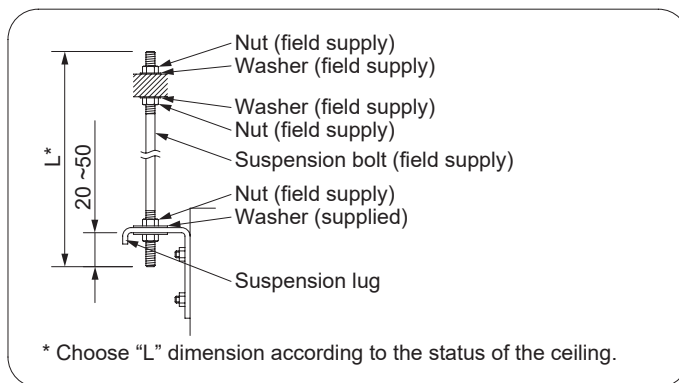 Nut (field supply)
Washer (field supply)
Washer (field supply)
Nut (field supply)
L*
20 ~50
Suspension bolt (field supply)
Nut (field supply)
Washer (supplied)
Suspension lug
* Choose “L” dimension according to the status of the ceiling.